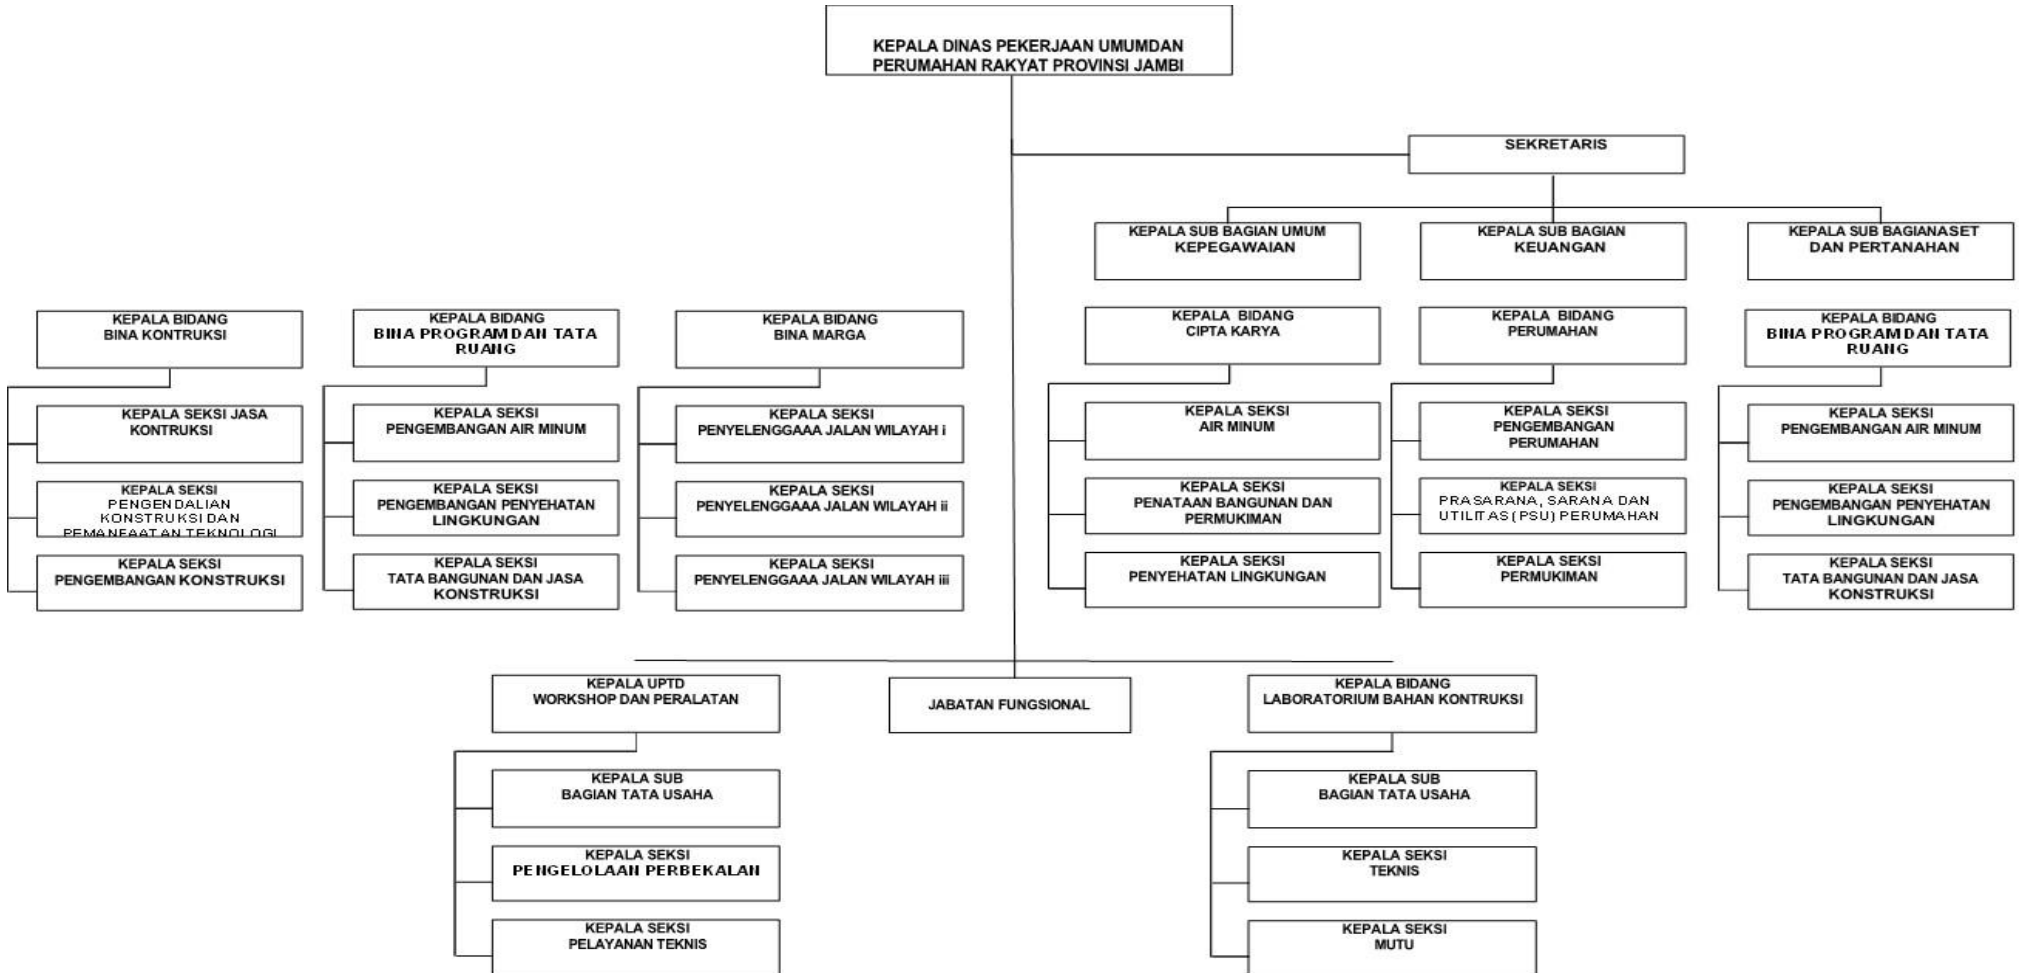 KEPALA DINAS PEKERJAAN UMUMDAN
PERUMAHAN RAKYAT PROVINSI JAMBI
SEKRETARIS
KEPALA SUB BAGIAN UMUM
KEPEGAWAIAN
KEPALA SUB BAGIAN
KEUANGAN
KEPALA SUB BAGIANASET
DAN PERTANAHAN
KEPALA BIDANG
BINA KONTRUKSI
KEPALA BIDANG
BINA PROGRAM DAN TATA
RUANG
KEPALA BIDANG
BINA MARGA
KEPALA BIDANG
CIPTA KARYA
KEPALA BIDANG
PERUMAHAN
KEPALA BIDANG
BINA PROGRAM DAN TATA
RUANG
KEPALA SEKSI JASA
KONTRUKSI
KEPALA SEKSI
PENGEMBANGAN AIR MINUM
KEPALA SEKSI
PENYELENGGAAA JALAN WILAYAH i
KEPALA SEKSI
AIR MINUM
KEPALA SEKSI
PENGEMBANGAN
PERUMAHAN
KEPALA SEKSI
PENGEMBANGAN AIR MINUM
KEPALA SEKSI
PENGENDALIAN
KONSTRUKSI DAN
PEMANFAATAN TEKNOLOGI
KEPALA SEKSI
PENGEMBANGAN PENYEHATAN
LINGKUNGAN
KEPALA SEKSI
PENYELENGGAAA JALAN WILAYAH ii
KEPALA SEKSI
PENATAAN BANGUNAN DAN
PERMUKIMAN
KEPALA SEKSI
PRASARANA, SARANA DAN
UTILITAS (PSU) PERUMAHAN
KEPALA SEKSI
PENGEMBANGAN PENYEHATAN
LINGKUNGAN
KEPALA SEKSI
PENGEMBANGAN KONSTRUKSI
KEPALA SEKSI
TATA BANGUNAN DAN JASA
KONSTRUKSI
KEPALA SEKSI
PENYELENGGAAA JALAN WILAYAH iii
KEPALA SEKSI
PENYEHATAN LINGKUNGAN
KEPALA SEKSI
PERMUKIMAN
KEPALA SEKSI
TATA BANGUNAN DAN JASA
KONSTRUKSI
KEPALA UPTD
WORKSHOP DAN PERALATAN
JABATAN FUNGSIONAL
KEPALA BIDANG
LABORATORIUM BAHAN KONTRUKSI
KEPALA SUB
BAGIAN TATA USAHA
KEPALA SUB
BAGIAN TATA USAHA
KEPALA SEKSI
PENGELOLAAN PERBEKALAN
KEPALA SEKSI
TEKNIS
KEPALA SEKSI
PELAYANAN TEKNIS
KEPALA SEKSI
MUTU